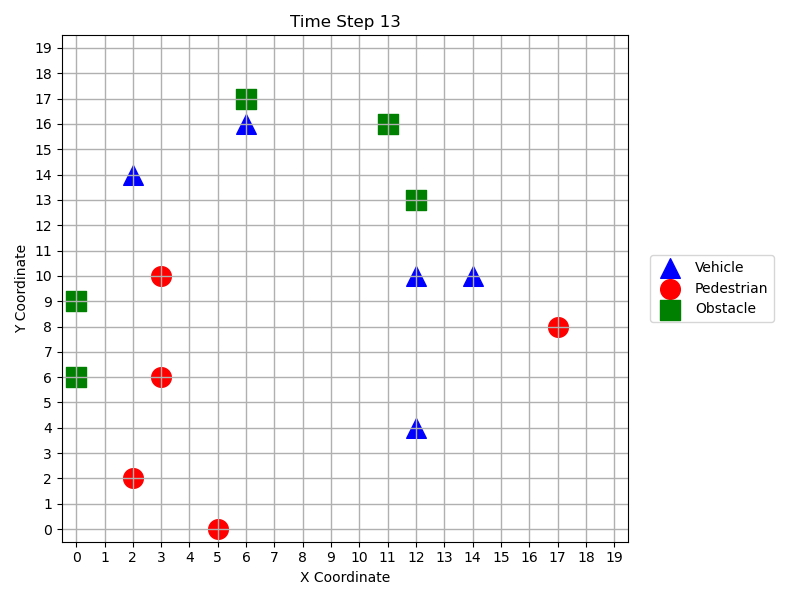 Time Step 13
Y Coordinate
19
18
17
16
15
14
13
12
11
10
9
8
7
6
5
4
3
2
1
0
0 1 2 3 4 5 6 7 8 9 10 11 12 13 14 15 16 17 18 19
X Coordinate
Vehicle
Pedestrian
Obstacle